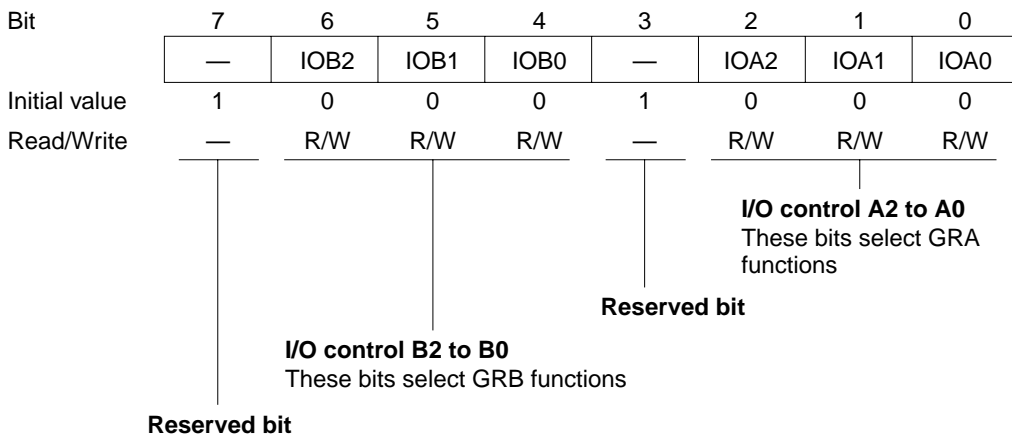 Bit 7 6 5 4 3 2 1 0
— IOB2 IOB1 IOB0 — IOA2 IOA1 IOA0
Initial value 1 0 0 0 1 0 0 0
Read/Write — R/W R/W R/W — R/W R/W R/W
I/O control A2 to A0
These bits select GRA
functions
Reserved bit
I/O control B2 to B0
These bits select GRB functions
Reserved bit